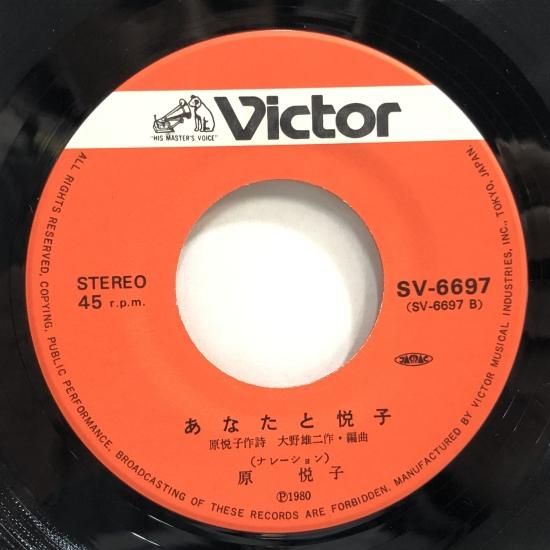 "HIS MASTER'S VOICE"
Victor
STEREO
45 r.p.m.
SV-6697
(SV-6697 B)
JASRAC
あなたと悦子
原悦子作詩 大野雄二作・編曲
(ナレーション)
原 悦子
Ⓟ1980
ALL RIGHTS RESERVED, COPYING, PUBLIC PERFORMANCE, BROADCASTING OF THESE RECORDS ARE FORBIDDEN. MANUFACTURED BY VICTOR MUSICAL INDUSTRIES, INC., TOKYO, JAPAN.